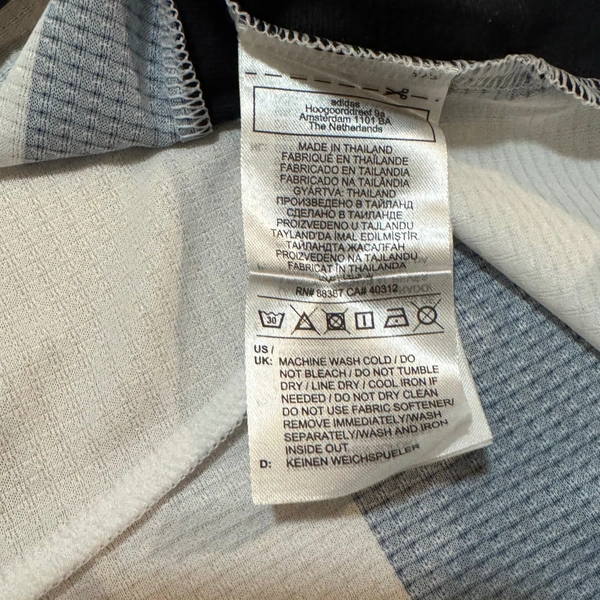 adidas
Hoogoorddreef 9a
Amsterdam 1101 BA
The Netherlands
MADE IN THAILAND
FABRIQUÉ EN THAÏLANDE
FABRICADO EN TAILANDIA
FABRICADO NA TAILÂNDIA
GYÁRTVA: THAILAND
ПРОИЗВЕДЕНО В ТАЙЛАНД
СДЕЛАНО В ТАИЛАНДЕ
PROIZVEDENO U TAJLANDU
TAYLAND'DA İMAL EDİLMİŞTİR
ТАЙЛАНДТА ЖАСАЛҒАН
PROIZVEDENO U TAJLANDU
FABRICAT ÎN THAILANDA
RN# 88387 CA# 40312
30
US /
UK: MACHINE WASH COLD / DO
NOT BLEACH / DO NOT TUMBLE
DRY / LINE DRY / COOL IRON IF
NEEDED / DO NOT DRY CLEAN
DO NOT USE FABRIC SOFTENER/
REMOVE IMMEDIATELY/WASH
SEPARATELY/WASH AND IRON
INSIDE OUT
D: KEINEN WEICHSPUELER